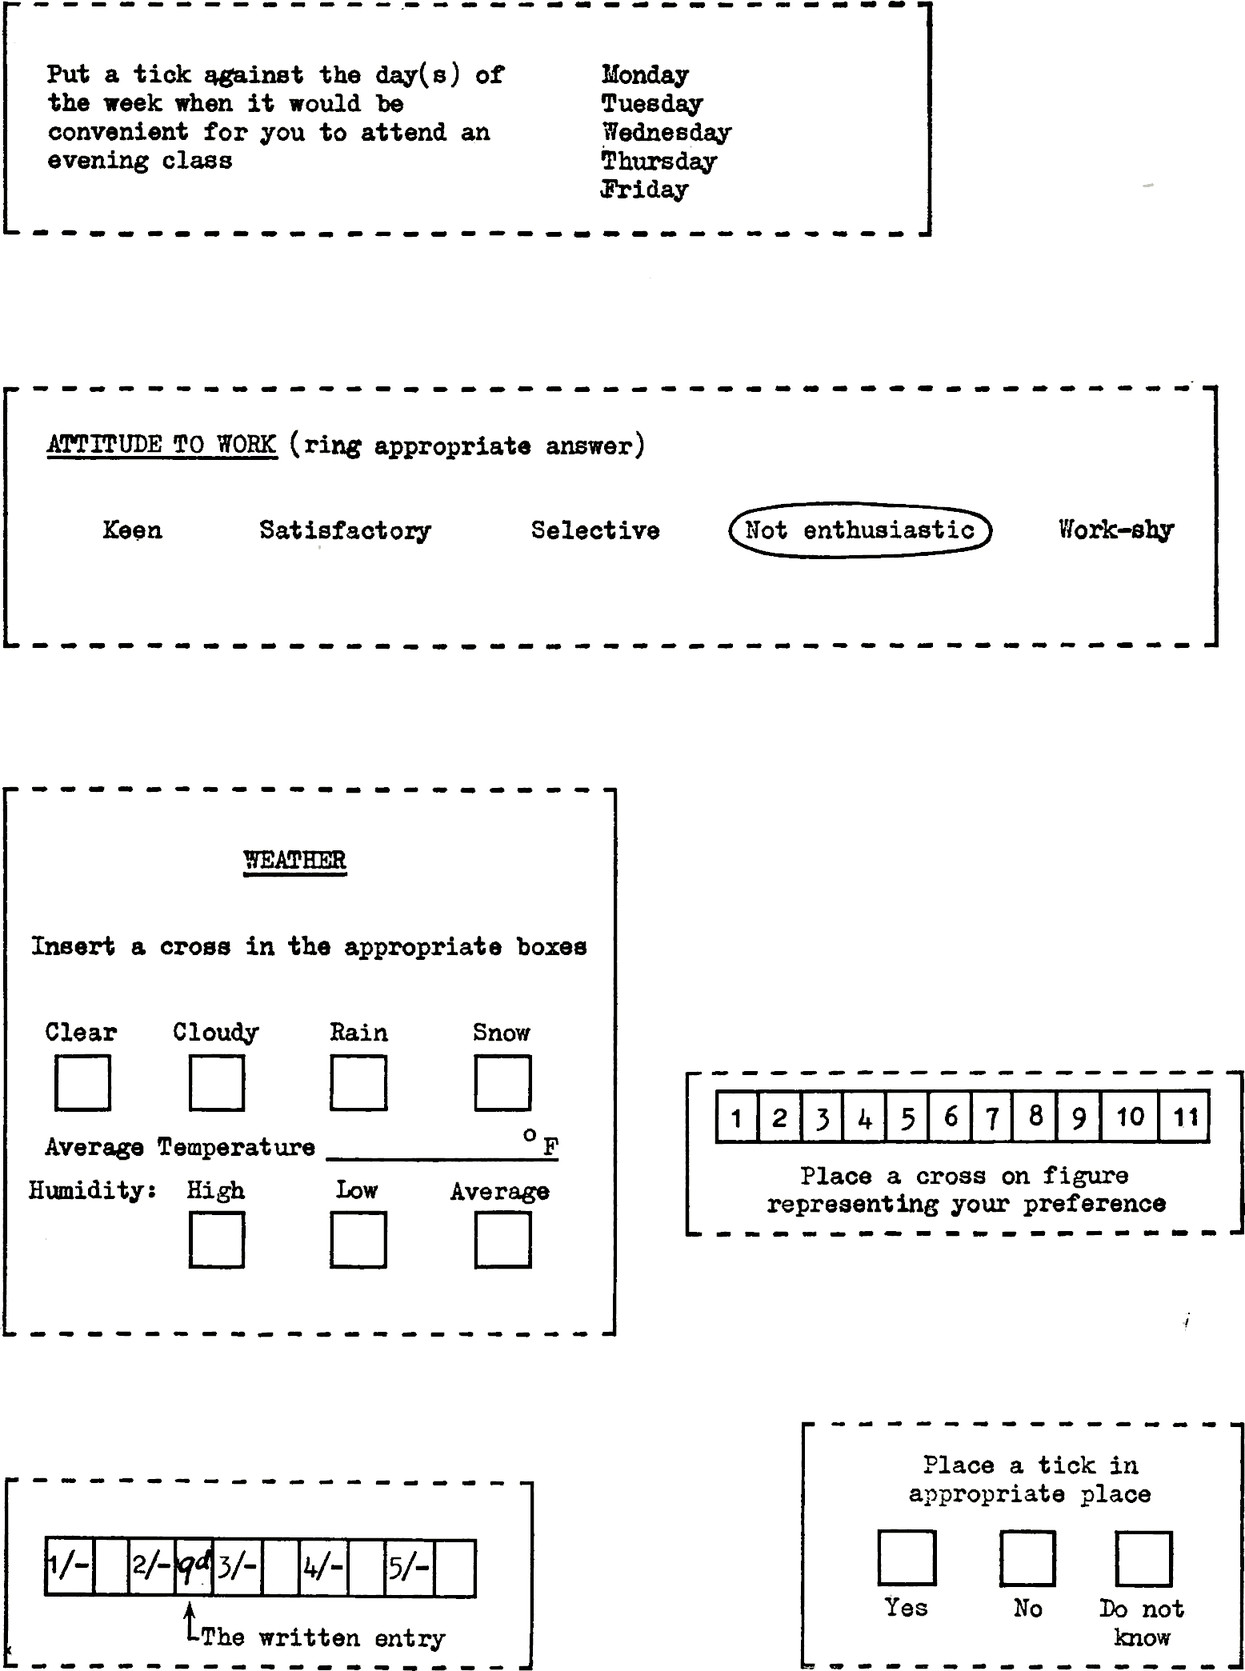 Put a tick against the day(s) of
the week when it would be
convenient for you to attend an
evening class
Monday
Tuesday
Wednesday
Thursday
Friday
ATTITUDE TO WORK (ring appropriate answer)
Keen Satisfactory Selective Not enthusiastic Work-shy
WEATHER
Insert a cross in the appropriate boxes
Clear Cloudy Rain Snow
Average Temperature °F
Humidity: High Low Average
1 2 3 4 5 6 7 8 9 10 11
Place a cross on figure
representing your preference
1/- 2/- 9d 3/- 4/- 5/-
The written entry
Place a tick in
appropriate place
Yes No Do not
know